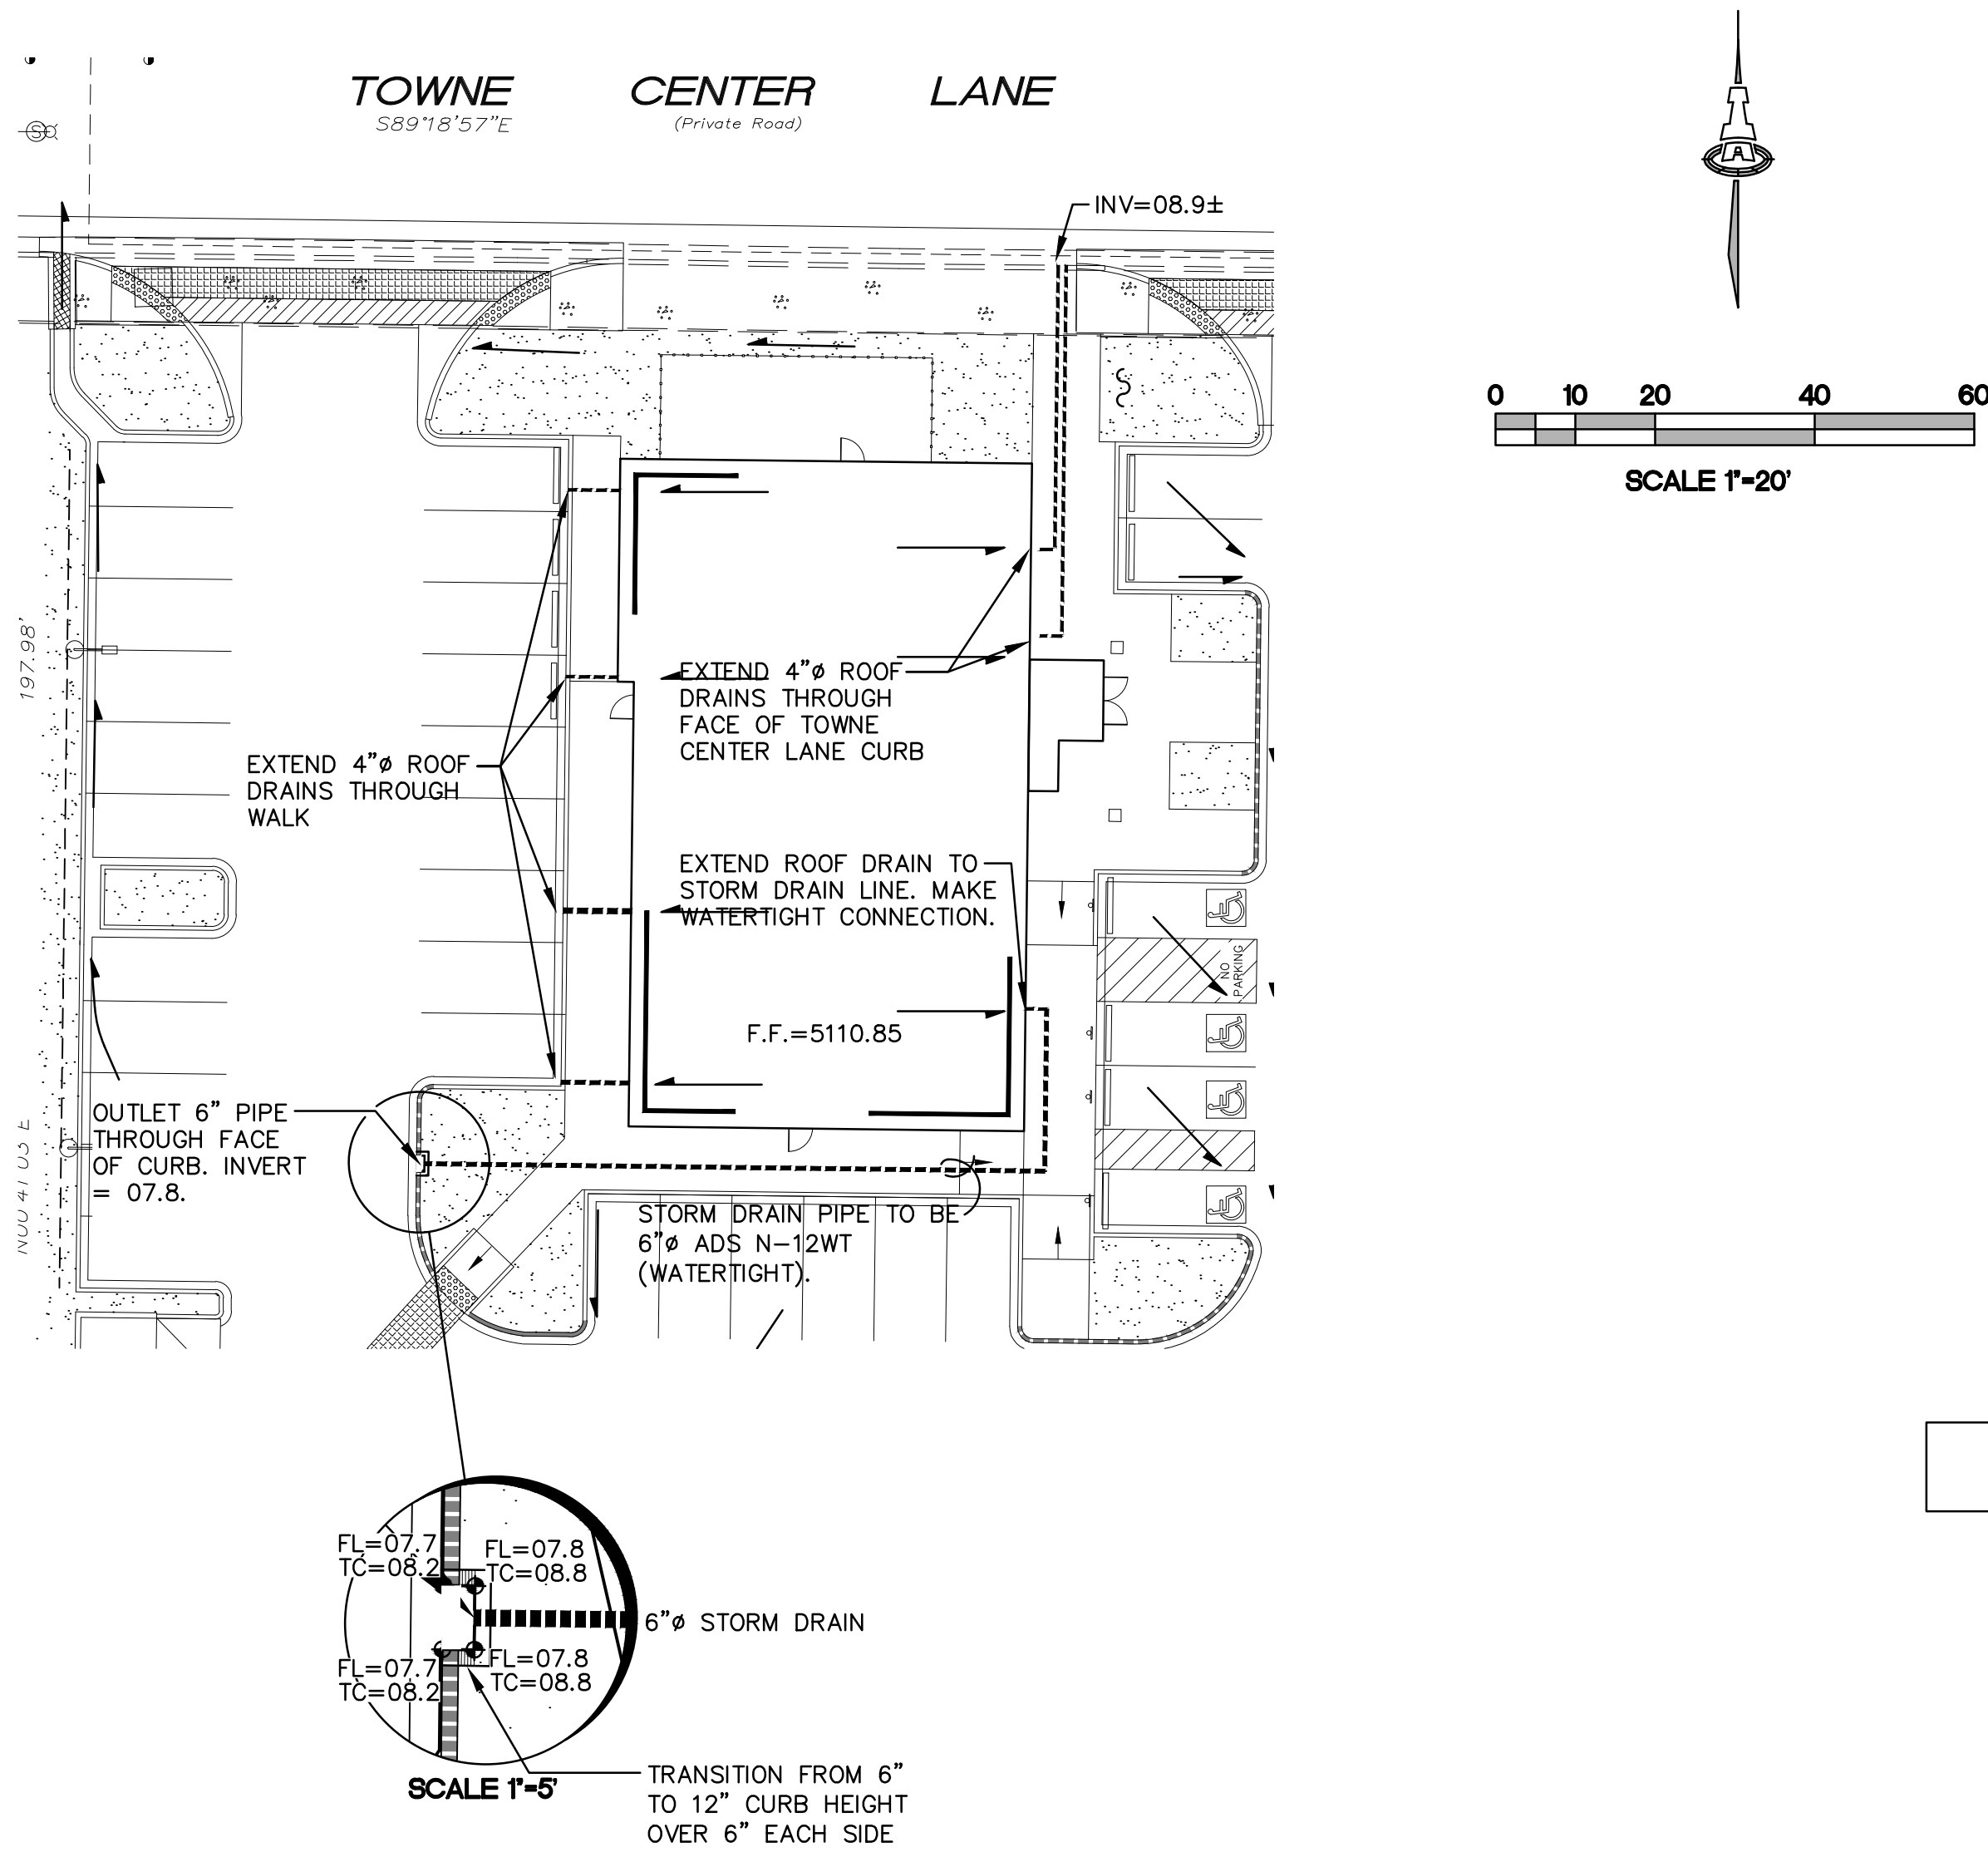 TOWNE CENTER LANE
S89°18'57"E
(Private Road)
S
INV=08.9±
0 10 20 40 60
SCALE 1"=20'
197.98'
EXTEND 4"ø ROOF
DRAINS THROUGH
FACE OF TOWNE
CENTER LANE CURB
EXTEND 4"ø ROOF
DRAINS THROUGH
WALK
EXTEND ROOF DRAIN TO
STORM DRAIN LINE. MAKE
WATERTIGHT CONNECTION.
NO
PARKING
F.F.=5110.85
OUTLET 6" PIPE
THROUGH FACE
OF CURB. INVERT
= 07.8.
STORM DRAIN PIPE TO BE
6"ø ADS N-12WT
(WATERTIGHT).
FL=07.7
TC=08.2
FL=07.8
TC=08.8
6"ø STORM DRAIN
FL=07.7
TC=08.2
FL=07.8
TC=08.8
SCALE 1"=5'
TRANSITION FROM 6"
TO 12" CURB HEIGHT
OVER 6" EACH SIDE